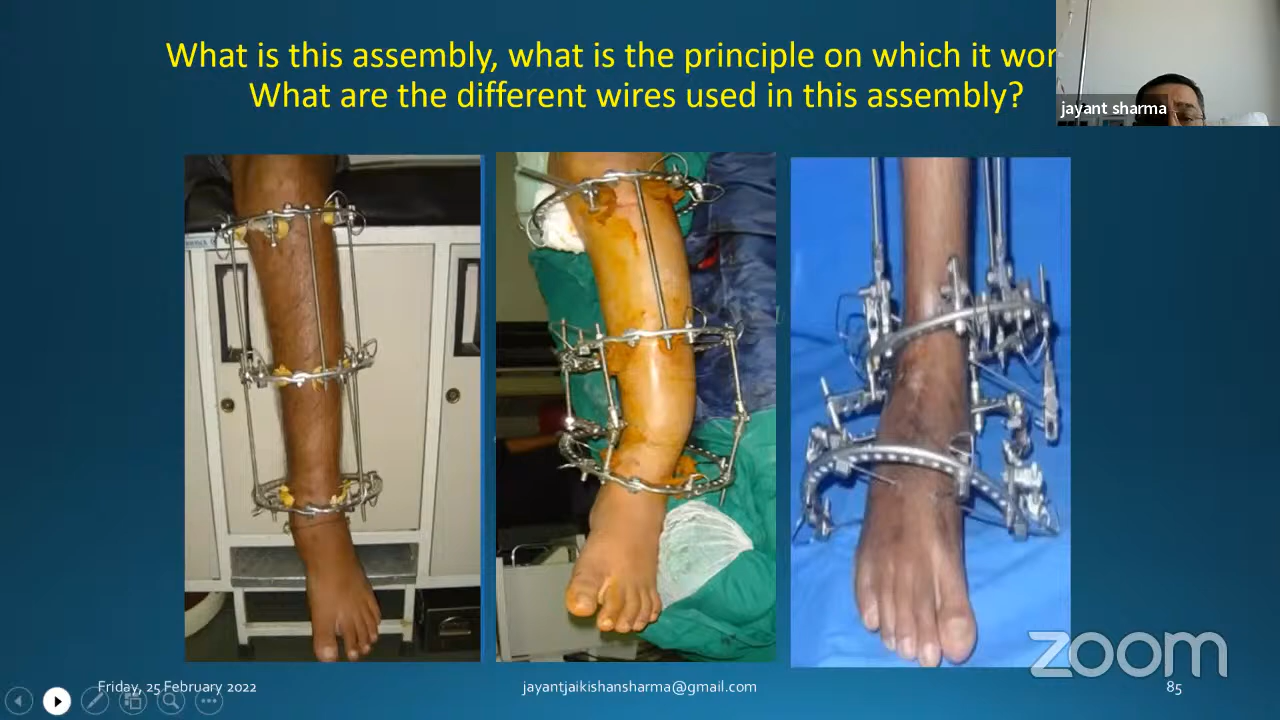 What is this assembly, what is the principle on which it wor
What are the different wires used in this assembly?
jayant sharma
zoom
Friday, 25 February 2022
jayantjaikishansharma@gmail.com
85